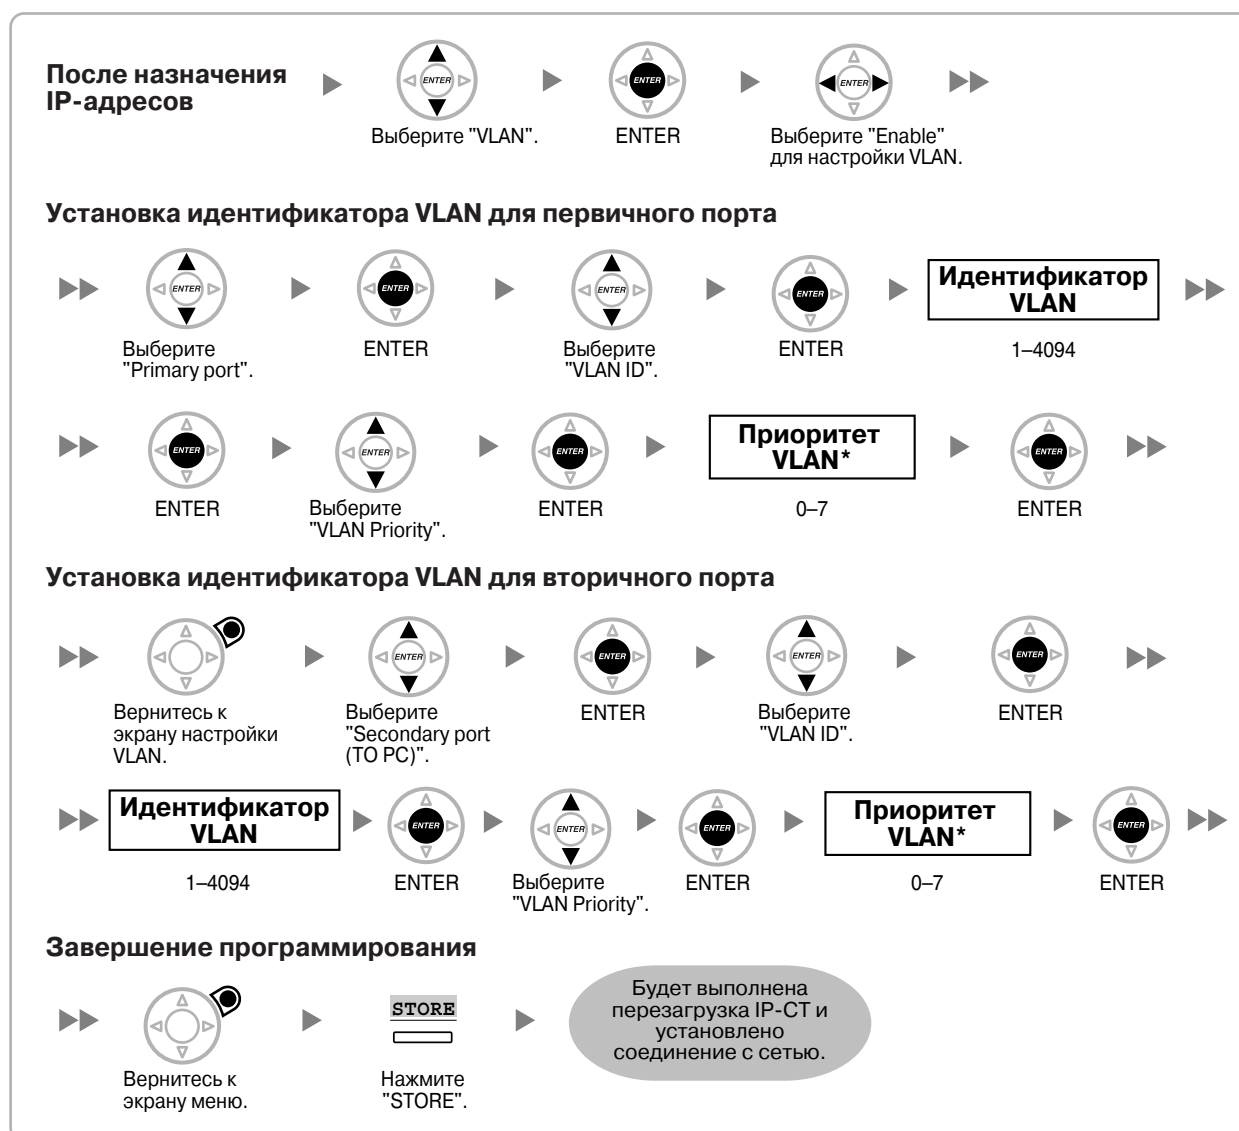 После назначения
IP-адресов
ENTER
ENTER
ENTER
Выберите "VLAN".
ENTER
Выберите "Enable"
для настройки VLAN.
Установка идентификатора VLAN для первичного порта
ENTER
ENTER
ENTER
ENTER
Идентификатор
VLAN
Выберите
"Primary port".
ENTER
Выберите
"VLAN ID".
ENTER
1–4094
ENTER
ENTER
ENTER
Приоритет
VLAN*
ENTER
ENTER
Выберите
"VLAN Priority".
ENTER
0–7
ENTER
Установка идентификатора VLAN для вторичного порта
ENTER
ENTER
ENTER
ENTER
Вернитесь к
экрану настройки
VLAN.
Выберите
"Secondary port
(TO PC)".
ENTER
Выберите
"VLAN ID".
ENTER
Идентификатор
VLAN
ENTER
ENTER
ENTER
Приоритет
VLAN*
ENTER
1–4094
ENTER
Выберите
"VLAN Priority".
ENTER
0–7
ENTER
Завершение программирования
STORE
Будет выполнена
перезагрузка IP-CT и
установлено
соединение с сетью.
Вернитесь к
экрану меню.
Нажмите
"STORE".